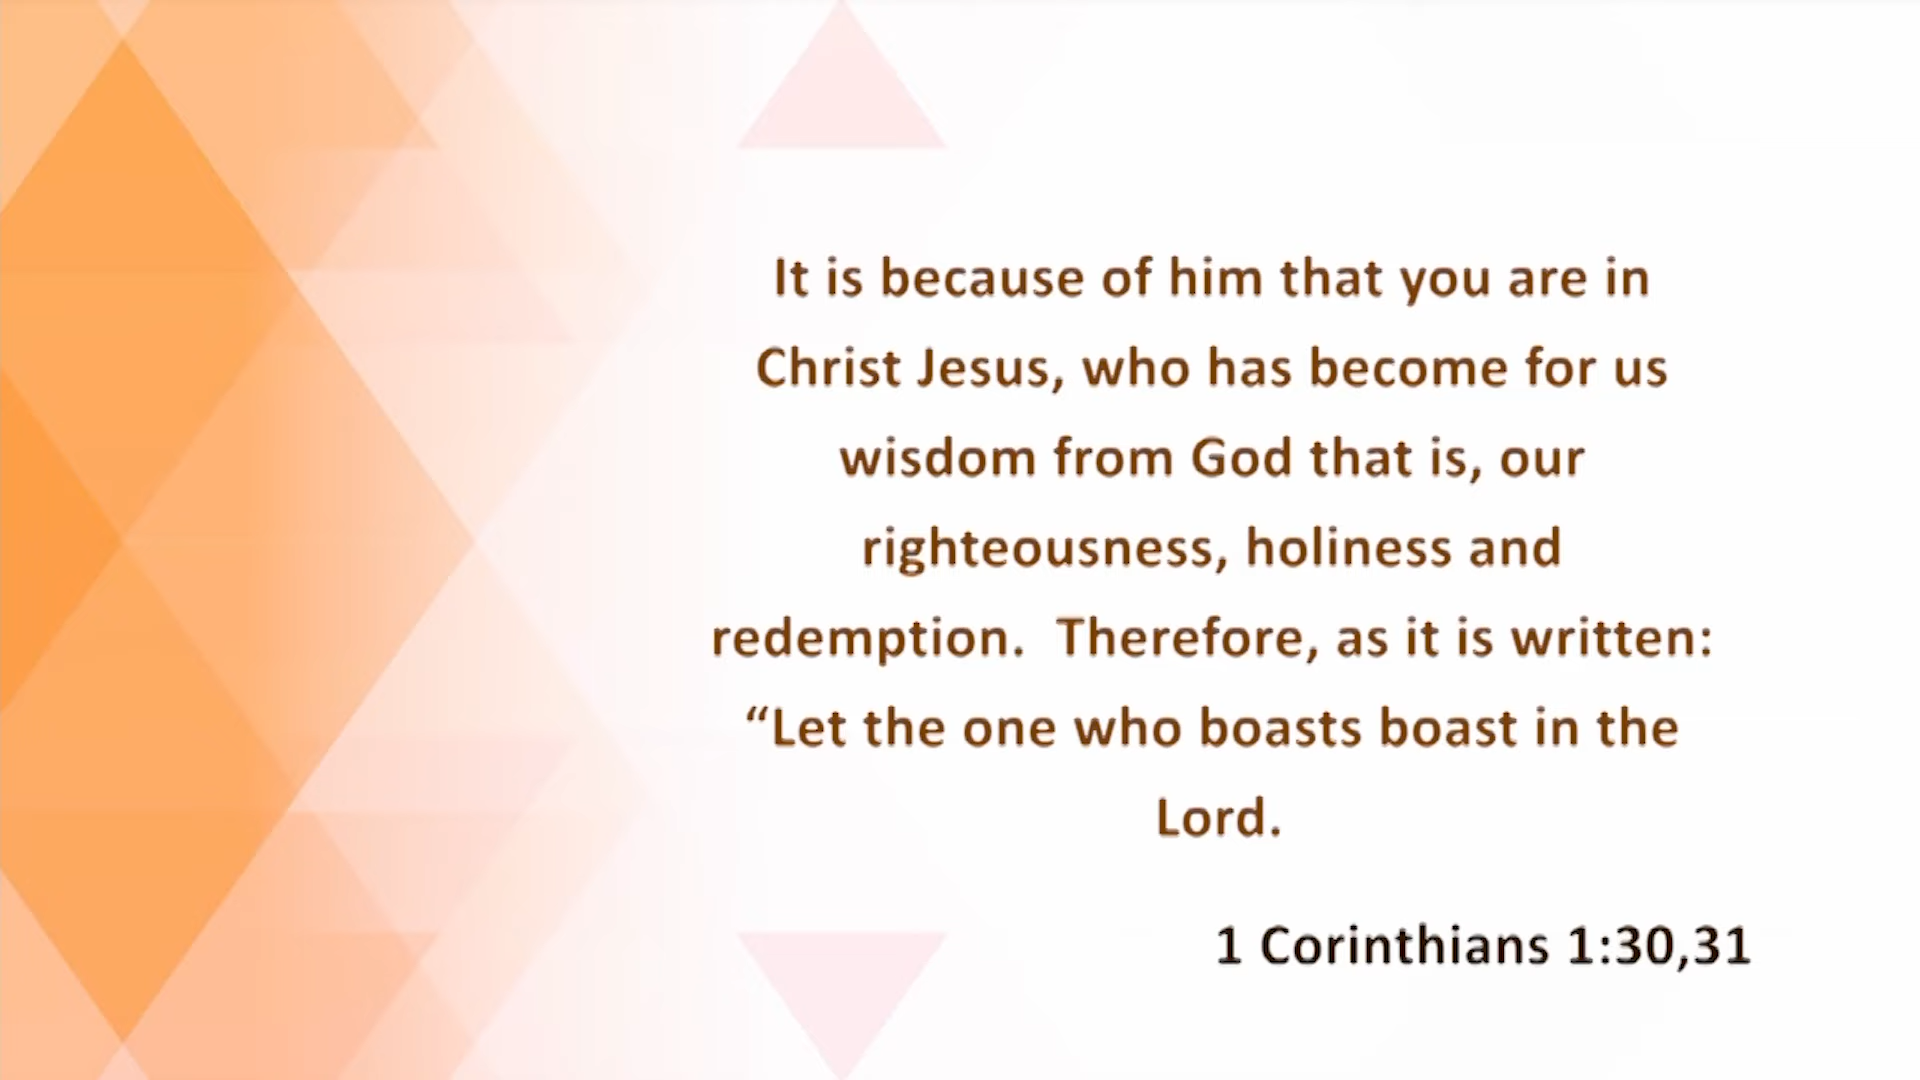 It is because of him that you are in
Christ Jesus, who has become for us
wisdom from God that is, our
righteousness, holiness and
redemption.  Therefore, as it is written:
“Let the one who boasts boast in the
Lord.
1 Corinthians 1:30,31